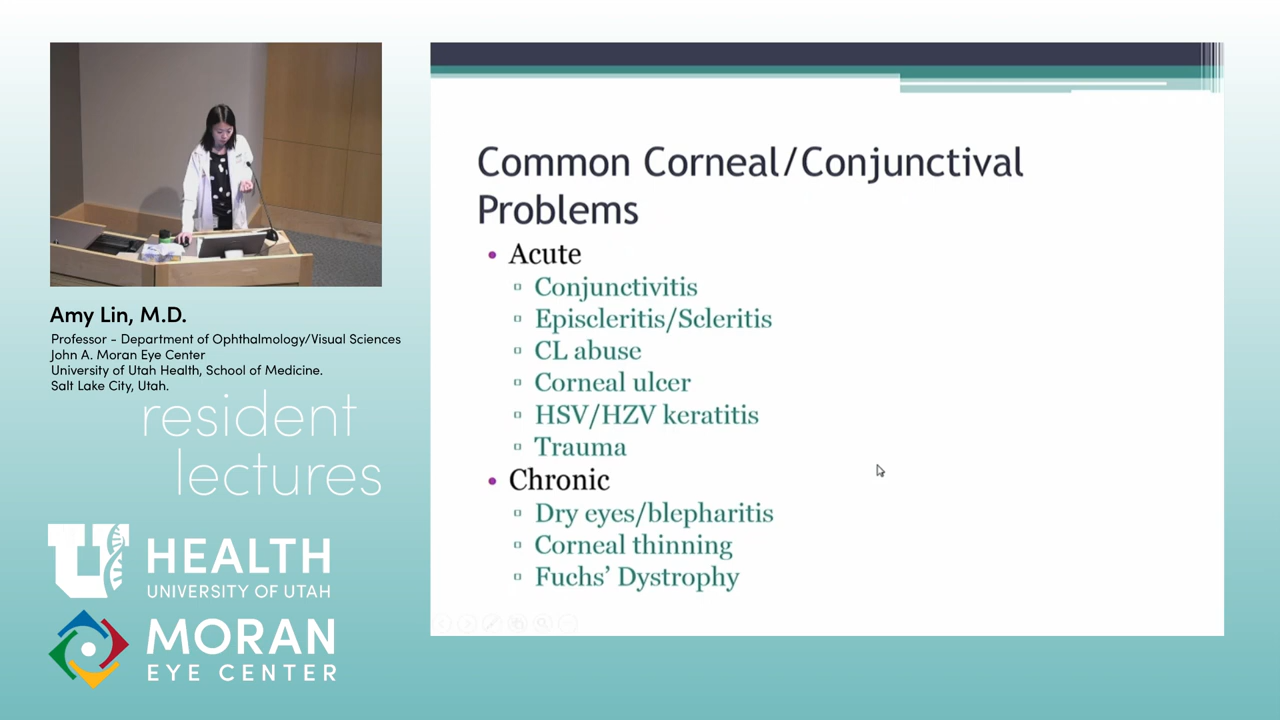 Common Corneal/Conjunctival
Problems
• Acute
▫ Conjunctivitis
▫ Episcleritis/Scleritis
▫ CL abuse
▫ Corneal ulcer
▫ HSV/HZV keratitis
▫ Trauma
• Chronic
▫ Dry eyes/blepharitis
▫ Corneal thinning
▫ Fuchs’ Dystrophy
Amy Lin, M.D.
Professor - Department of Ophthalmology/Visual Sciences
John A. Moran Eye Center
University of Utah Health, School of Medicine.
Salt Lake City, Utah.
resident
lectures
U HEALTH
UNIVERSITY OF UTAH
MORAN
EYE CENTER